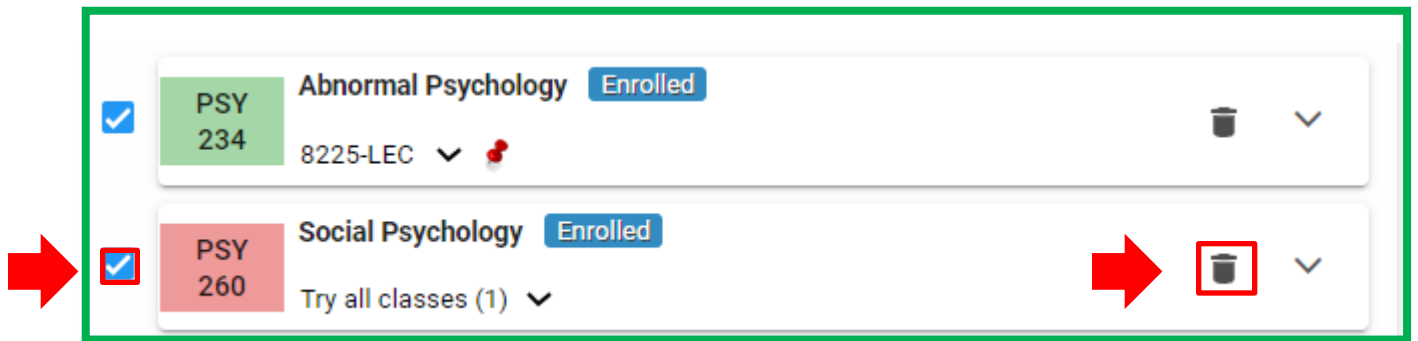 PSY
234
Abnormal Psychology Enrolled
8225-LEC
PSY
260
Social Psychology Enrolled
Try all classes (1)